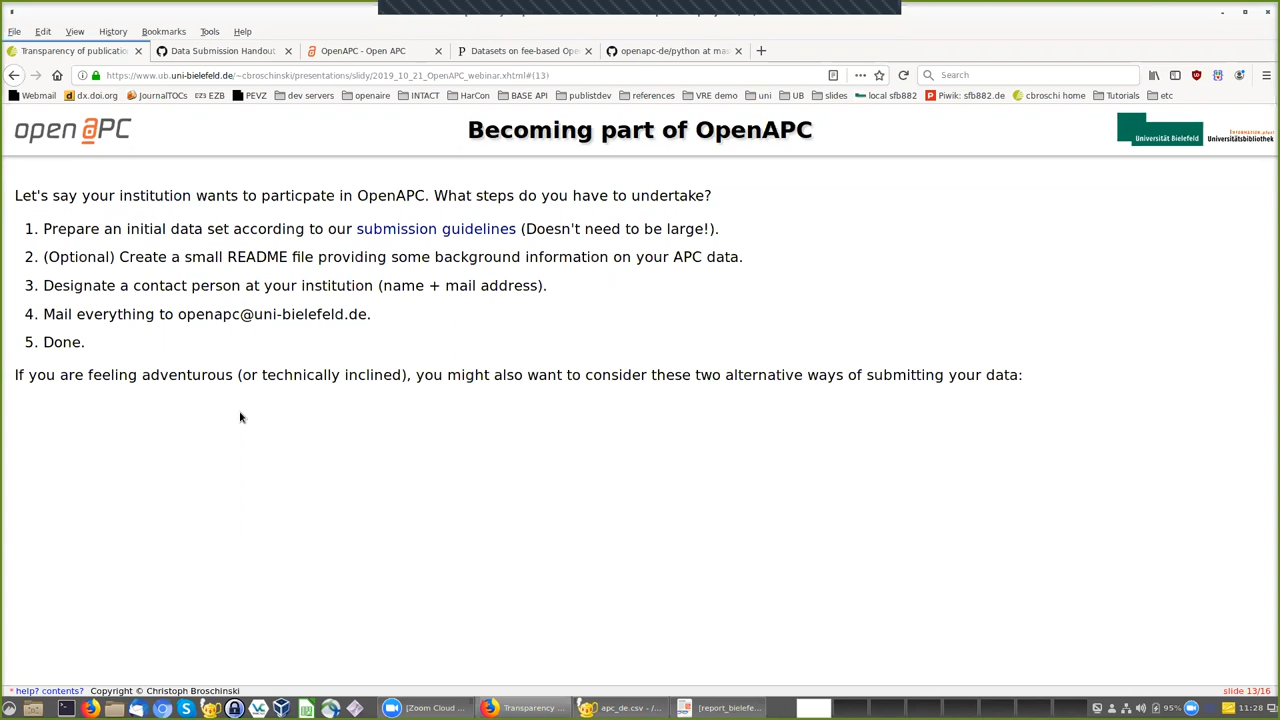 File Edit View History Bookmarks Tools Help
Transparency of publicatio × Data Submission Handout × OpenAPC - Open APC × Datasets on fee-based Ope × openapc-de/python at mas × +
https://www.ub.uni-bielefeld.de/~cbroschinski/presentations/slidy/2019_10_21_OpenAPC_webinar.xhtml#(13) Search
Webmail dx.doi.org JournalTOCs EZB PEVZ dev servers openaire INTACT HarCon BASE API publistdev references VRE demo uni UB slides local sfb882 Piwik: sfb882.de cbroschi home Tutorials etc
open APC
Becoming part of OpenAPC
Universität Bielefeld
Universitätsbibliothek
Let's say your institution wants to particpate in OpenAPC. What steps do you have to undertake?
1. Prepare an initial data set according to our submission guidelines (Doesn't need to be large!).
2. (Optional) Create a small README file providing some background information on your APC data.
3. Designate a contact person at your institution (name + mail address).
4. Mail everything to openapc@uni-bielefeld.de.
5. Done.
If you are feeling adventurous (or technically inclined), you might also want to consider these two alternative ways of submitting your data:
* help? contents? Copyright © Christoph Broschinski slide 13/16
[Zoom Cloud ... Transparency ... apc_de.csv - /... [report_bielefe... 95% 11:28